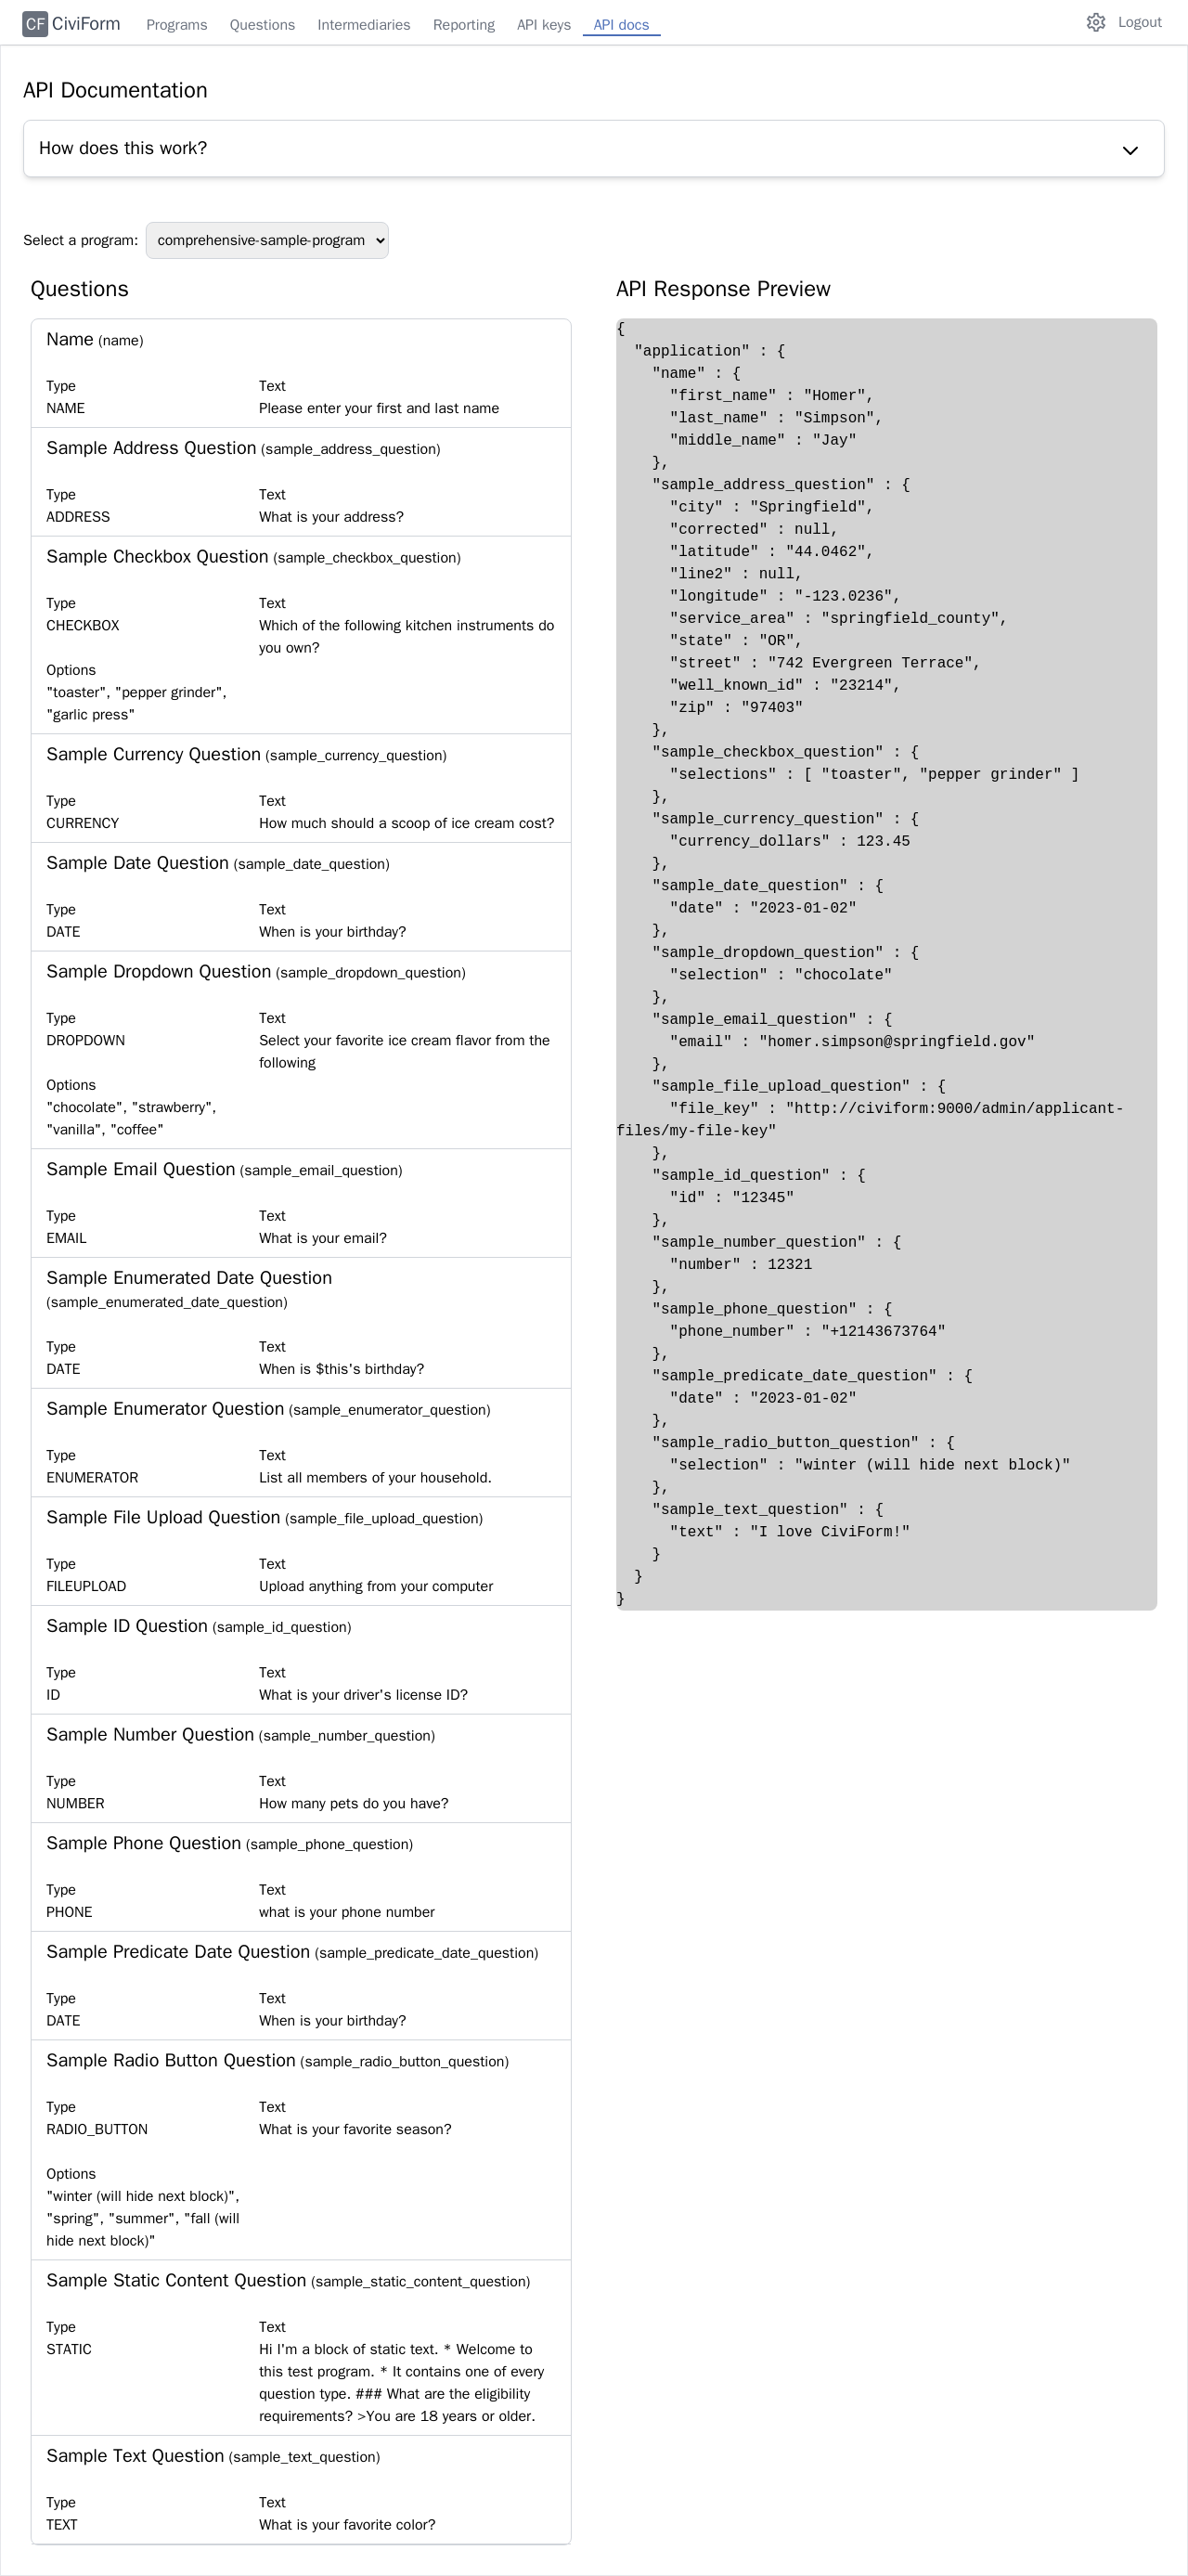 CF CiviForm Programs Questions Intermediaries Reporting API keys API docs Logout
API Documentation
How does this work?
Select a program: comprehensive-sample-program
Questions
Name (name)
Type Text
NAME Please enter your first and last name
Sample Address Question (sample_address_question)
Type Text
ADDRESS What is your address?
Sample Checkbox Question (sample_checkbox_question)
Type Text
CHECKBOX Which of the following kitchen instruments do
you own?
Options
"toaster", "pepper grinder",
"garlic press"
Sample Currency Question (sample_currency_question)
Type Text
CURRENCY How much should a scoop of ice cream cost?
Sample Date Question (sample_date_question)
Type Text
DATE When is your birthday?
Sample Dropdown Question (sample_dropdown_question)
Type Text
DROPDOWN Select your favorite ice cream flavor from the
following
Options
"chocolate", "strawberry",
"vanilla", "coffee"
Sample Email Question (sample_email_question)
Type Text
EMAIL What is your email?
Sample Enumerated Date Question
(sample_enumerated_date_question)
Type Text
DATE When is $this's birthday?
Sample Enumerator Question (sample_enumerator_question)
Type Text
ENUMERATOR List all members of your household.
Sample File Upload Question (sample_file_upload_question)
Type Text
FILEUPLOAD Upload anything from your computer
Sample ID Question (sample_id_question)
Type Text
ID What is your driver's license ID?
Sample Number Question (sample_number_question)
Type Text
NUMBER How many pets do you have?
Sample Phone Question (sample_phone_question)
Type Text
PHONE what is your phone number
Sample Predicate Date Question (sample_predicate_date_question)
Type Text
DATE When is your birthday?
Sample Radio Button Question (sample_radio_button_question)
Type Text
RADIO_BUTTON What is your favorite season?
Options
"winter (will hide next block)",
"spring", "summer", "fall (will
hide next block)"
Sample Static Content Question (sample_static_content_question)
Type Text
STATIC Hi I'm a block of static text. * Welcome to
this test program. * It contains one of every
question type. ### What are the eligibility
requirements? >You are 18 years or older.
Sample Text Question (sample_text_question)
Type Text
TEXT What is your favorite color?
API Response Preview
{
  "application" : {
    "name" : {
      "first_name" : "Homer",
      "last_name" : "Simpson",
      "middle_name" : "Jay"
    },
    "sample_address_question" : {
      "city" : "Springfield",
      "corrected" : null,
      "latitude" : "44.0462",
      "line2" : null,
      "longitude" : "-123.0236",
      "service_area" : "springfield_county",
      "state" : "OR",
      "street" : "742 Evergreen Terrace",
      "well_known_id" : "23214",
      "zip" : "97403"
    },
    "sample_checkbox_question" : {
      "selections" : [ "toaster", "pepper grinder" ]
    },
    "sample_currency_question" : {
      "currency_dollars" : 123.45
    },
    "sample_date_question" : {
      "date" : "2023-01-02"
    },
    "sample_dropdown_question" : {
      "selection" : "chocolate"
    },
    "sample_email_question" : {
      "email" : "homer.simpson@springfield.gov"
    },
    "sample_file_upload_question" : {
      "file_key" : "http://civiform:9000/admin/applicant-
files/my-file-key"
    },
    "sample_id_question" : {
      "id" : "12345"
    },
    "sample_number_question" : {
      "number" : 12321
    },
    "sample_phone_question" : {
      "phone_number" : "+12143673764"
    },
    "sample_predicate_date_question" : {
      "date" : "2023-01-02"
    },
    "sample_radio_button_question" : {
      "selection" : "winter (will hide next block)"
    },
    "sample_text_question" : {
      "text" : "I love CiviForm!"
    }
  }
}